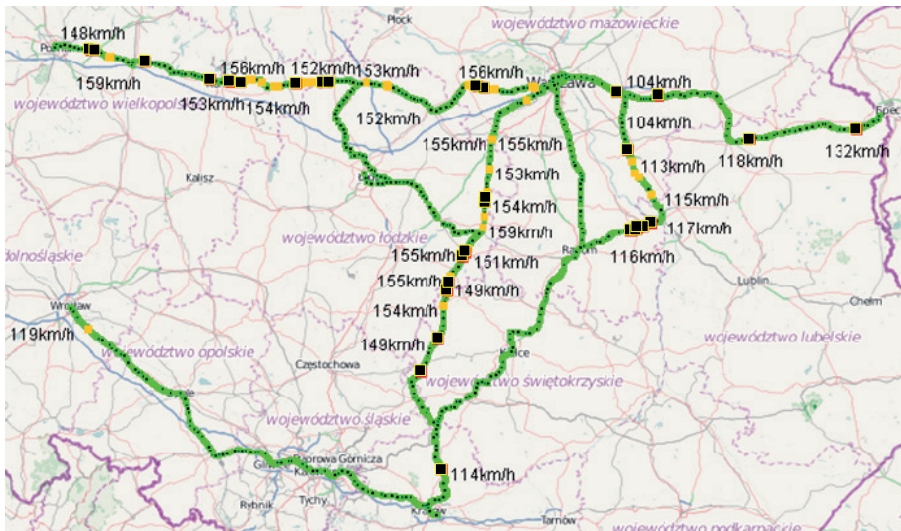 Płock
województwo mazowieckie
148km/h
156km/h
152km/h
153km/h
156km/h
159km/h
104km/h
województwo wielkopols
153km/h
154km/h
152km/h
104km/h
155km/h
155km/h
118km/h
132km/h
Kalisz
153km/h
113km/h
154km/h
115km/h
województwo łódzkie
159km/h
117km/h
dolnośląskie
155km/h
151km/h
116km/h
155km/h
149km/h
Lublin
Wrocław
154km/h
Chełm
119km/h
149km/h
województwo opolskie
województwo lubelskie
Częstochowa
województwo świętokrzyskie
województwo śląskie
114km/h
Rybnik
Tychy
Tarnów